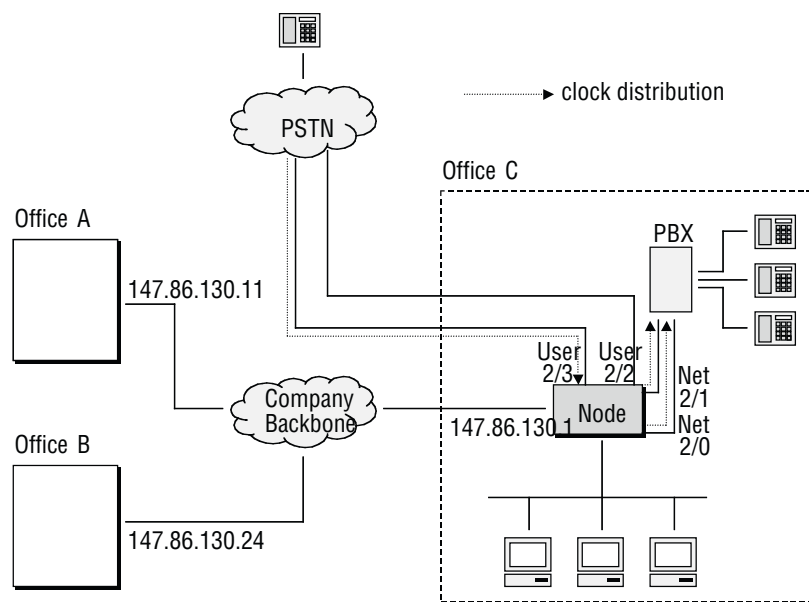 clock distribution
PSTN
Office C
Office A
PBX
147.86.130.11
User
2/3
User
2/2
Net
2/1
Company
Backbone
Node
147.86.130.1
Net
2/0
Office B
147.86.130.24